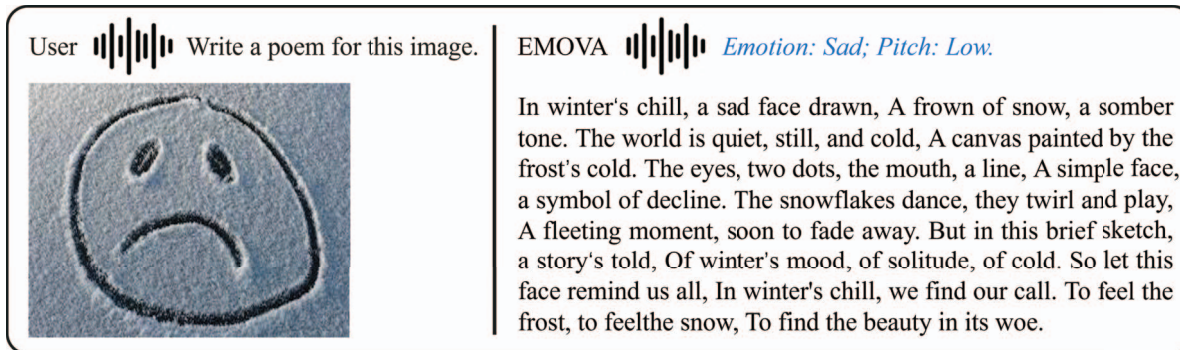 User Write a poem for this image.
EMOVA Emotion: Sad; Pitch: Low.
In winter's chill, a sad face drawn, A frown of snow, a somber
tone. The world is quiet, still, and cold, A canvas painted by the
frost's cold. The eyes, two dots, the mouth, a line, A simple face,
a symbol of decline. The snowflakes dance, they twirl and play,
A fleeting moment, soon to fade away. But in this brief sketch,
a story's told, Of winter's mood, of solitude, of cold. So let this
face remind us all, In winter's chill, we find our call. To feel the
frost, to feelthe snow, To find the beauty in its woe.